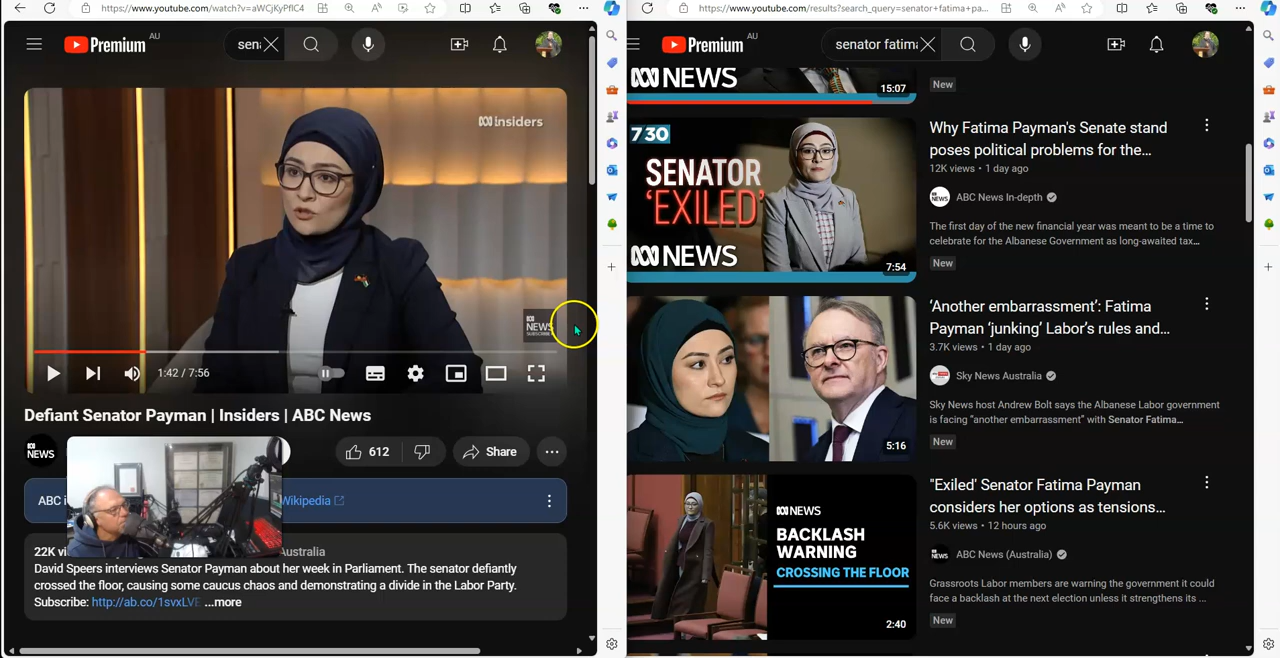 https://www.youtube.com/watch?v=aWCjKyPflC4
Premium AU
sen
insiders
NEWS
SUBSCRIBE
1:42 / 7:56
Defiant Senator Payman | Insiders | ABC News
NEWS
612
Share
ABC i
Wikipedia
22K vi
Australia
David Speers interviews Senator Payman about her week in Parliament. The senator defiantly
crossed the floor, causing some caucus chaos and demonstrating a divide in the Labor Party.
Subscribe: http://ab.co/1svxLVE ...more
https://www.youtube.com/results?search_query=senator+fatima+pa...
Premium AU
senator fatima
NEWS
15:07
New
7 30
SENATOR
'EXILED'
NEWS
7:54
Why Fatima Payman's Senate stand
poses political problems for the...
12K views • 1 day ago
NEWS
ABC News In-depth
The first day of the new financial year was meant to be a time to
celebrate for the Albanese Government as long-awaited tax...
New
5:16
‘Another embarrassment’: Fatima
Payman ‘junking’ Labor’s rules and...
3.7K views • 1 day ago
Sky News Australia
Sky News host Andrew Bolt says the Albanese Labor government
is facing “another embarrassment” with Senator Fatima...
New
NEWS
BACKLASH
WARNING
CROSSING THE FLOOR
2:40
"Exiled' Senator Fatima Payman
considers her options as tensions...
5.6K views • 12 hours ago
NEWS
ABC News (Australia)
Grassroots Labor members are warning the government it could
face a backlash at the next election unless it strengthens its ...
New